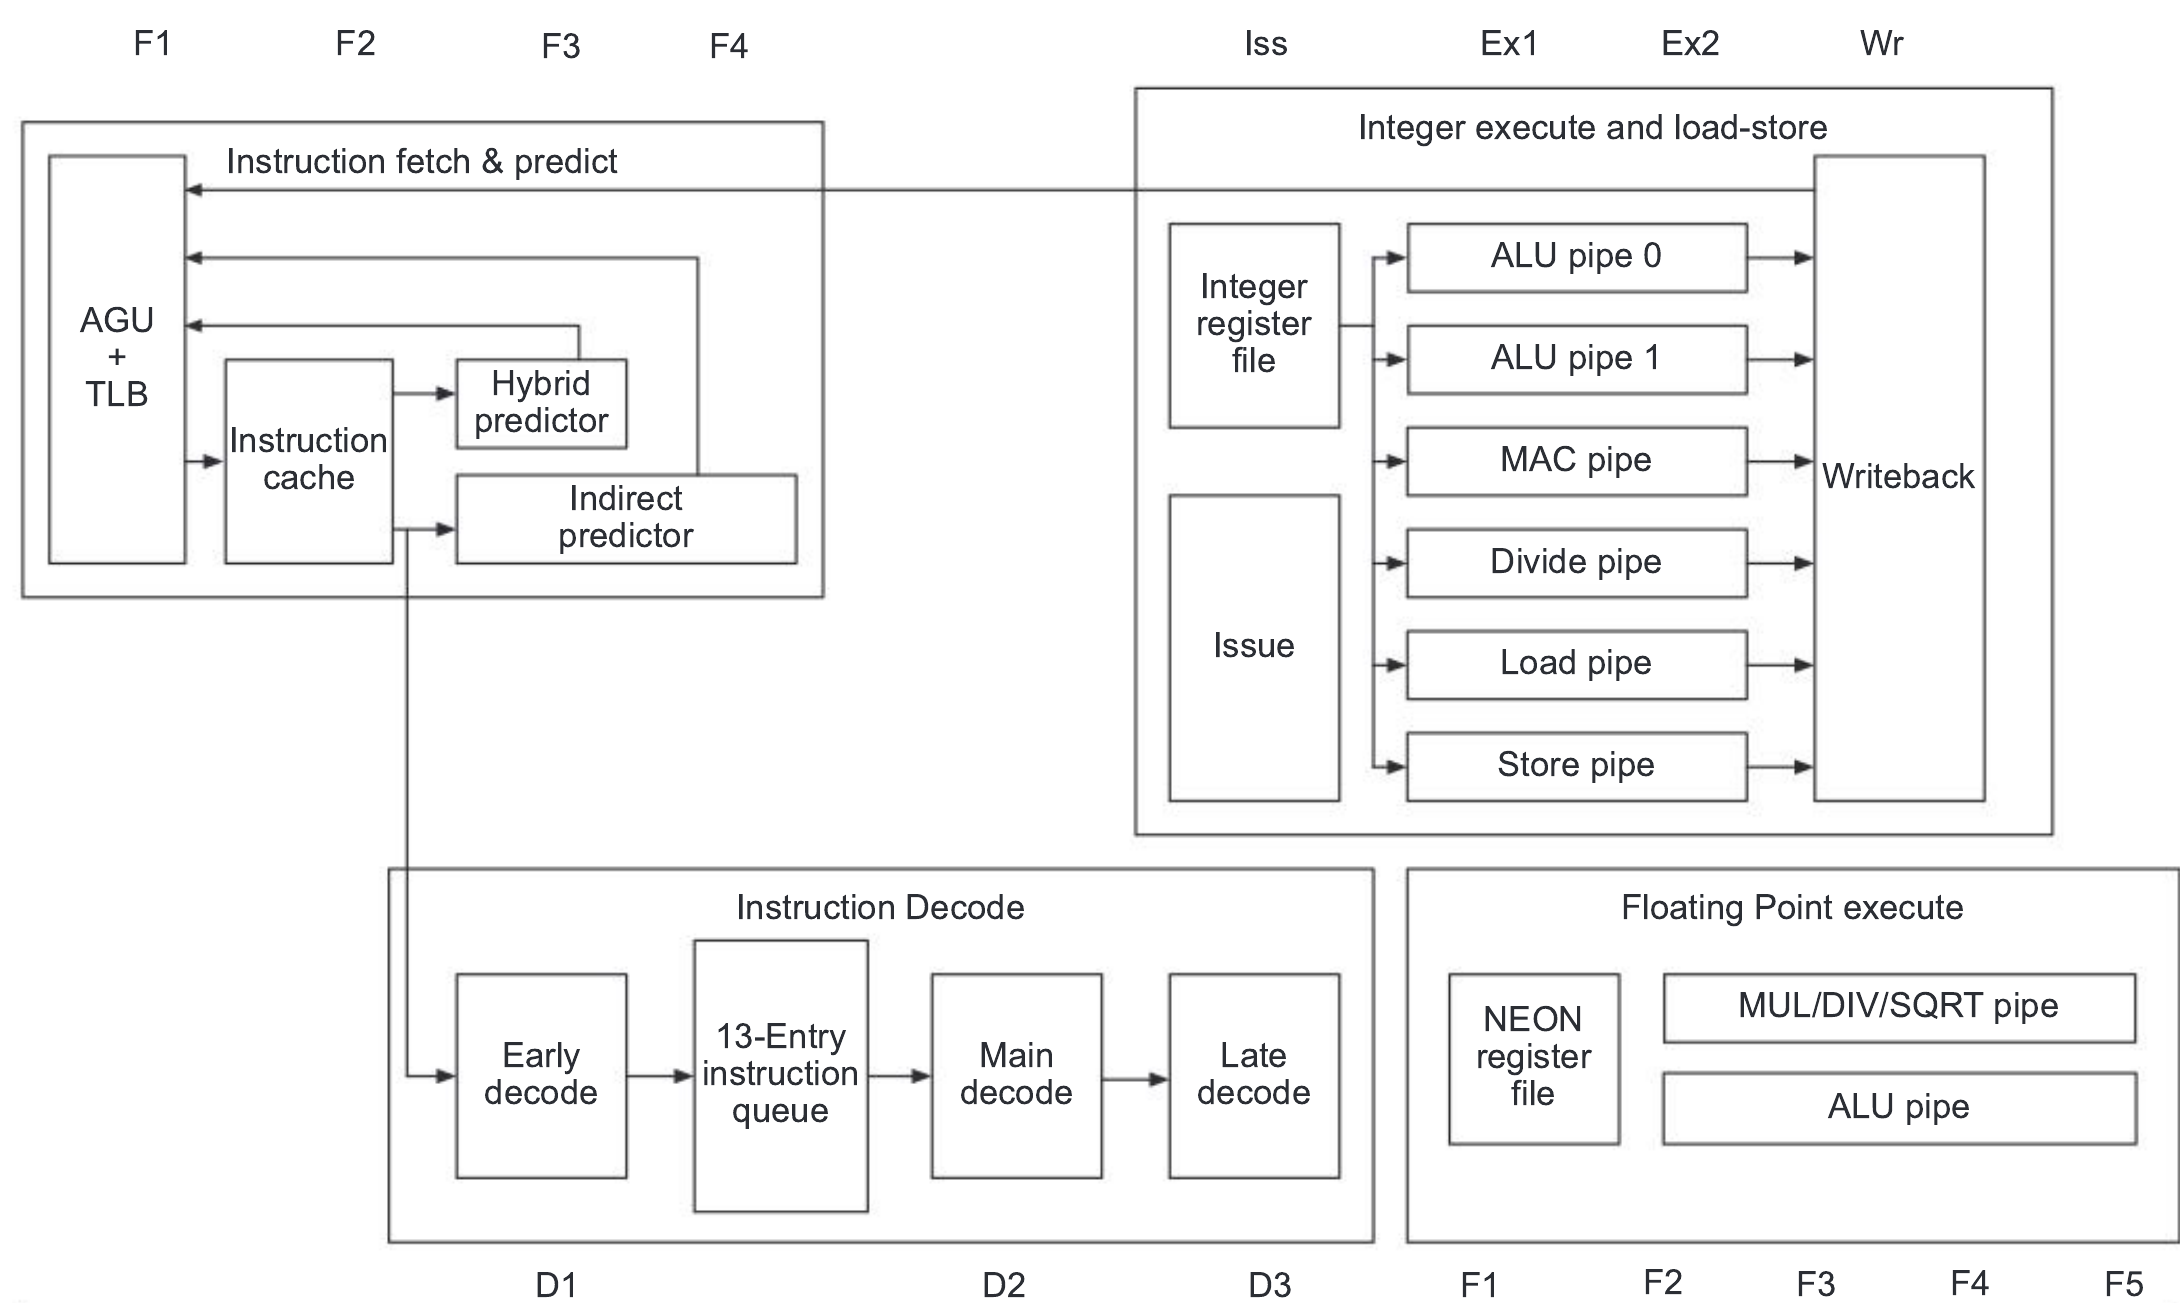 F1
F2
F3
F4
Iss
Ex1
Ex2
Wr
Instruction fetch & predict
AGU
+
TLB
Instruction
cache
Hybrid
predictor
Indirect
predictor
Integer execute and load-store
Integer
register
file
Issue
ALU pipe 0
ALU pipe 1
MAC pipe
Divide pipe
Load pipe
Store pipe
Writeback
Instruction Decode
Early
decode
13-Entry
instruction
queue
Main
decode
Late
decode
Floating Point execute
NEON
register
file
MUL/DIV/SQRT pipe
ALU pipe
D1
D2
D3
F1
F2
F3
F4
F5